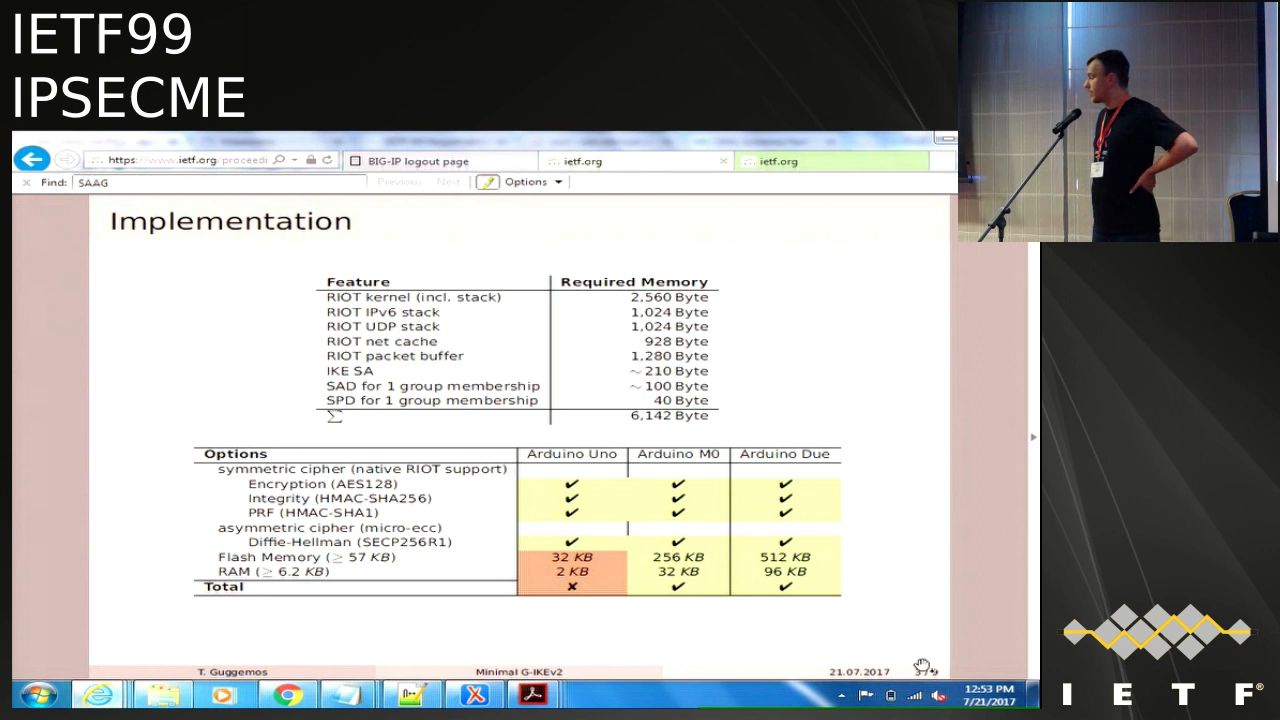 IETF99
IPSECME
https://www.ietf.org/proceedi
BIG-IP logout page
ietf.org
ietf.org
Find: SAAG
Previous Next
Options
Implementation
Feature Required Memory
RIOT kernel (incl. stack) 2,560 Byte
RIOT IPv6 stack 1,024 Byte
RIOT UDP stack 1,024 Byte
RIOT net cache 928 Byte
RIOT packet buffer 1,280 Byte
IKE SA ~ 210 Byte
SAD for 1 group membership ~ 100 Byte
SPD for 1 group membership 40 Byte
∑ 6,142 Byte
Options Arduino Uno Arduino M0 Arduino Due
symmetric cipher (native RIOT support)
Encryption (AES128) ✔ ✔ ✔
Integrity (HMAC-SHA256) ✔ ✔ ✔
PRF (HMAC-SHA1) ✔ ✔ ✔
asymmetric cipher (micro-ecc)
Diffie-Hellman (SECP256R1) ✔ ✔ ✔
Flash Memory (≥ 57 KB) 32 KB 256 KB 512 KB
RAM (≥ 6.2 KB) 2 KB 32 KB 96 KB
Total ✘ ✔ ✔
T. Guggemos Minimal G-IKEv2 21.07.2017
12:53 PM
7/21/2017
I E T F®